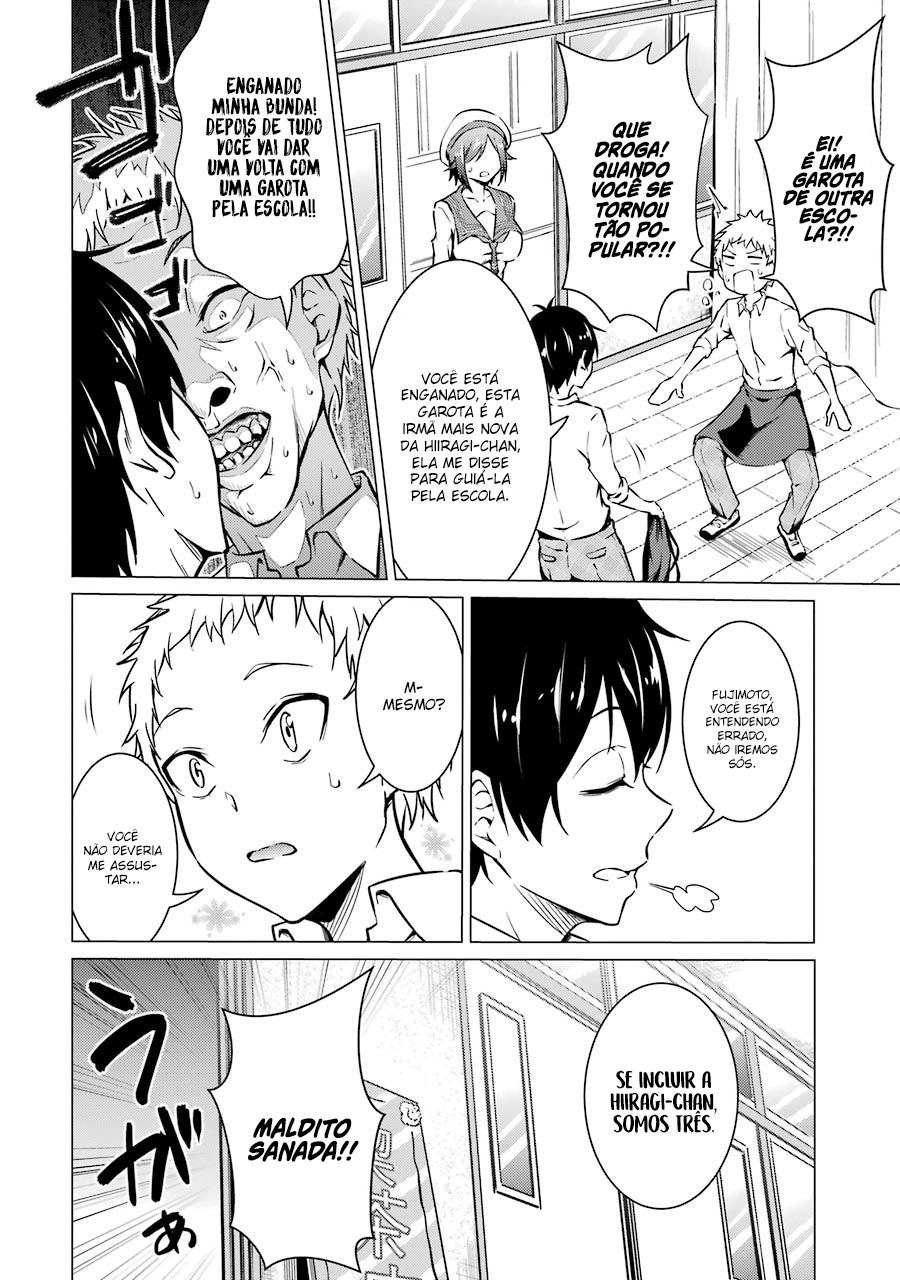 EI!
É UMA
GAROTA
DE OUTRA
ESCO-
LA?!!
QUE
DROGA!
QUANDO
VOCÊ SE
TORNOU
TÃO
POPULAR?!!
VOCÊ ESTÁ
ENGANADO, ESTA
GAROTA É A
IRMÃ MAIS NOVA
DA HIIRAGI-CHAN,
ELA ME DISSE
PARA GUIÁ-LA
PELA ESCOLA.
ENGANADO
MINHA BUNDA!
DEPOIS DE TUDO
VOCÊ VAI DAR
UMA VOLTA COM
UMA GAROTA
PELA ESCOLA!!
FUJIMOTO,
VOCÊ ESTÁ
ENTENDENDO
ERRADO,
NÃO IREMOS
SÓS.
M-
MESMO?
VOCÊ
NÃO DEVERIA
ME ASSUS-
TAR...
SE INCLUIR A
HIIRAGI-CHAN,
SOMOS TRÊS.
MALDITO
SANADA!!
うがぁ